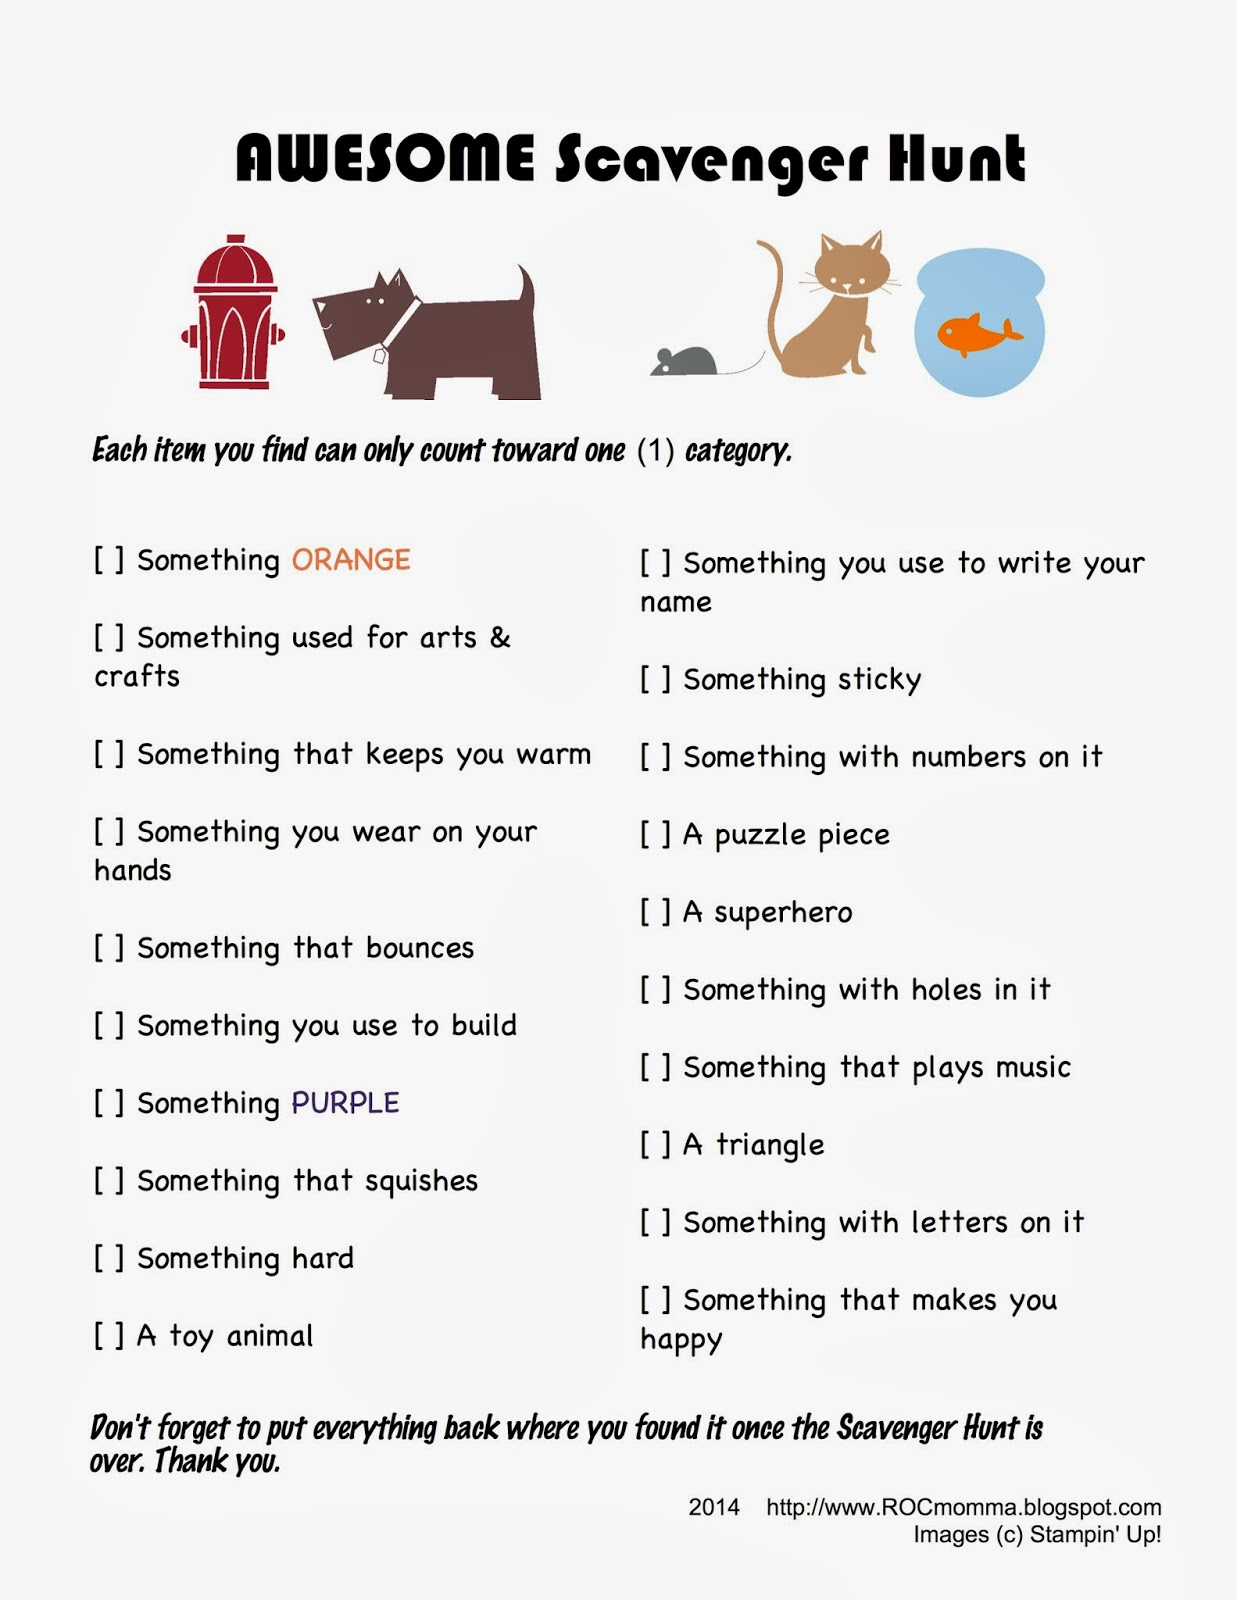 AWESOME Scavenger Hunt
Each item you find can only count toward one (1) category.
[ ] Something ORANGE
[ ] Something used for arts &
crafts
[ ] Something that keeps you warm
[ ] Something you wear on your
hands
[ ] Something that bounces
[ ] Something you use to build
[ ] Something PURPLE
[ ] Something that squishes
[ ] Something hard
[ ] A toy animal
[ ] Something you use to write your
name
[ ] Something sticky
[ ] Something with numbers on it
[ ] A puzzle piece
[ ] A superhero
[ ] Something with holes in it
[ ] Something that plays music
[ ] A triangle
[ ] Something with letters on it
[ ] Something that makes you
happy
Don't forget to put everything back where you found it once the Scavenger Hunt is
over. Thank you.
2014 http://www.ROCmomma.blogspot.com
Images (c) Stampin' Up!